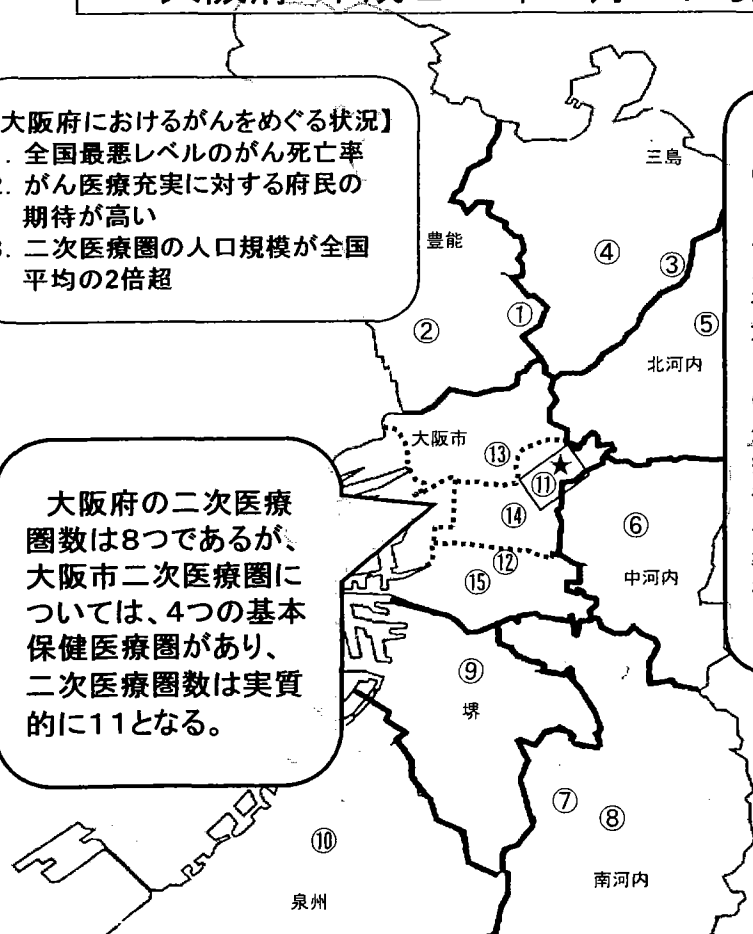 大阪府におけるがんをめぐる状況】
. 全国最悪レベルのがん死亡率
. がん医療充実に対する府民の
期待が高い
. 二次医療圏の人口規模が全国
平均の2倍超
三島
豊能
④
③
①
②
⑤
北河内
大阪市
⑬
★
⑪
⑭
⑥
⑫
中河内
⑮
大阪府の二次医療
圏数は8つであるが、
大阪市二次医療圏に
ついては、4つの基本
保健医療圏があり、
二次医療圏数は実質
的に11となる。
⑨
堺
⑦
⑧
⑩
南河内
泉州